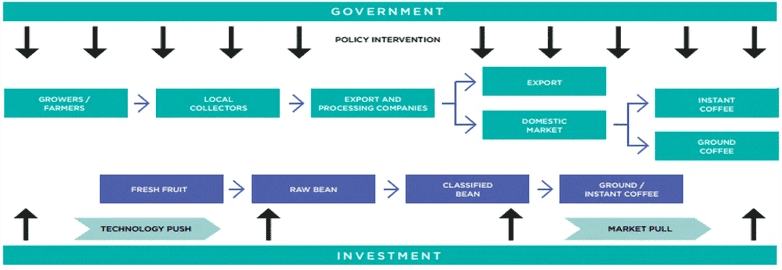 GOVERNMENT
POLICY INTERVENTION
GROWERS /
FARMERS
LOCAL
COLLECTORS
EXPORT AND
PROCESSING COMPANIES
EXPORT
DOMESTIC
MARKET
INSTANT
COFFEE
GROUND
COFFEE
FRESH FRUIT
RAW BEAN
CLASSIFIED
BEAN
GROUND /
INSTANT COFFEE
TECHNOLOGY PUSH
MARKET PULL
INVESTMENT